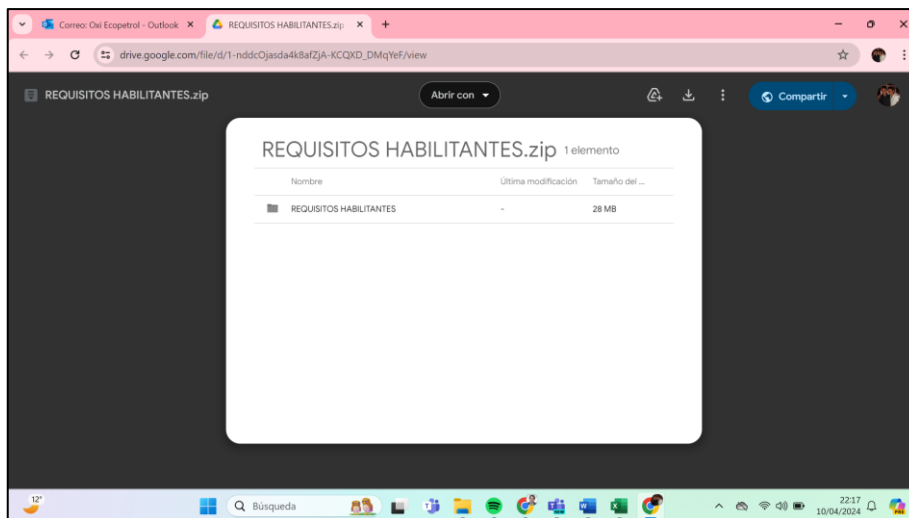 Correo: Oxi Ecopetrol - Outlook
REQUISITOS HABILITANTES.zip
drive.google.com/file/d/1-nddcOjasda4k8afZjA-KCQXD_DMqYeF/view
REQUISITOS HABILITANTES.zip
Abrir con
Compartir
REQUISITOS HABILITANTES.zip 1 elemento
Nombre Última modificación Tamaño del ...
REQUISITOS HABILITANTES - 28 MB
12°
Búsqueda
22:17
10/04/2024